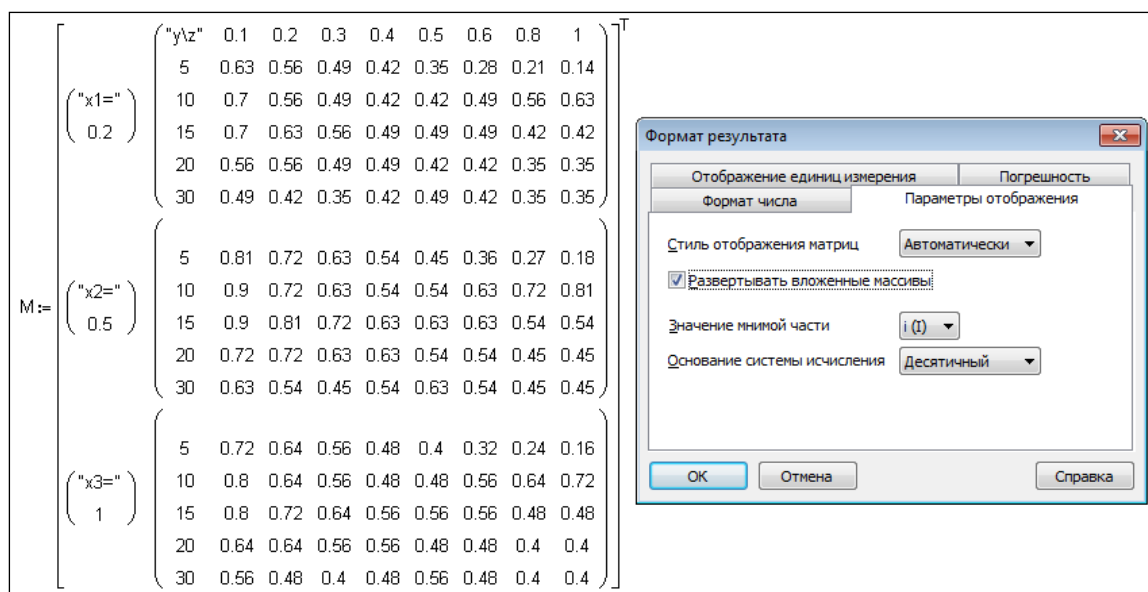 "y\z" 0.1 0.2 0.3 0.4 0.5 0.6 0.8 1
T
5 0.63 0.56 0.49 0.42 0.35 0.28 0.21 0.14
"x1=" 10 0.7 0.56 0.49 0.42 0.42 0.49 0.56 0.63
0.2 15 0.7 0.63 0.56 0.49 0.49 0.49 0.42 0.42
20 0.56 0.56 0.49 0.49 0.42 0.42 0.35 0.35
30 0.49 0.42 0.35 0.42 0.49 0.42 0.35 0.35
5 0.81 0.72 0.63 0.54 0.45 0.36 0.27 0.18
M:= "x2=" 10 0.9 0.72 0.63 0.54 0.54 0.63 0.72 0.81
0.5 15 0.9 0.81 0.72 0.63 0.63 0.63 0.54 0.54
20 0.72 0.72 0.63 0.63 0.54 0.54 0.45 0.45
30 0.63 0.54 0.45 0.54 0.63 0.54 0.45 0.45
5 0.72 0.64 0.56 0.48 0.4 0.32 0.24 0.16
"x3=" 10 0.8 0.64 0.56 0.48 0.48 0.56 0.64 0.72
1 15 0.8 0.72 0.64 0.56 0.56 0.56 0.48 0.48
20 0.64 0.64 0.56 0.56 0.48 0.48 0.4 0.4
30 0.56 0.48 0.4 0.48 0.56 0.48 0.4 0.4
Формат результата
Отображение единиц измерения Погрешность
Формат числа Параметры отображения
Стиль отображения матриц Автоматически
Развертывать вложенные массивы
Значение мнимой части i (I)
Основание системы исчисления Десятичный
ОК Отмена Справка